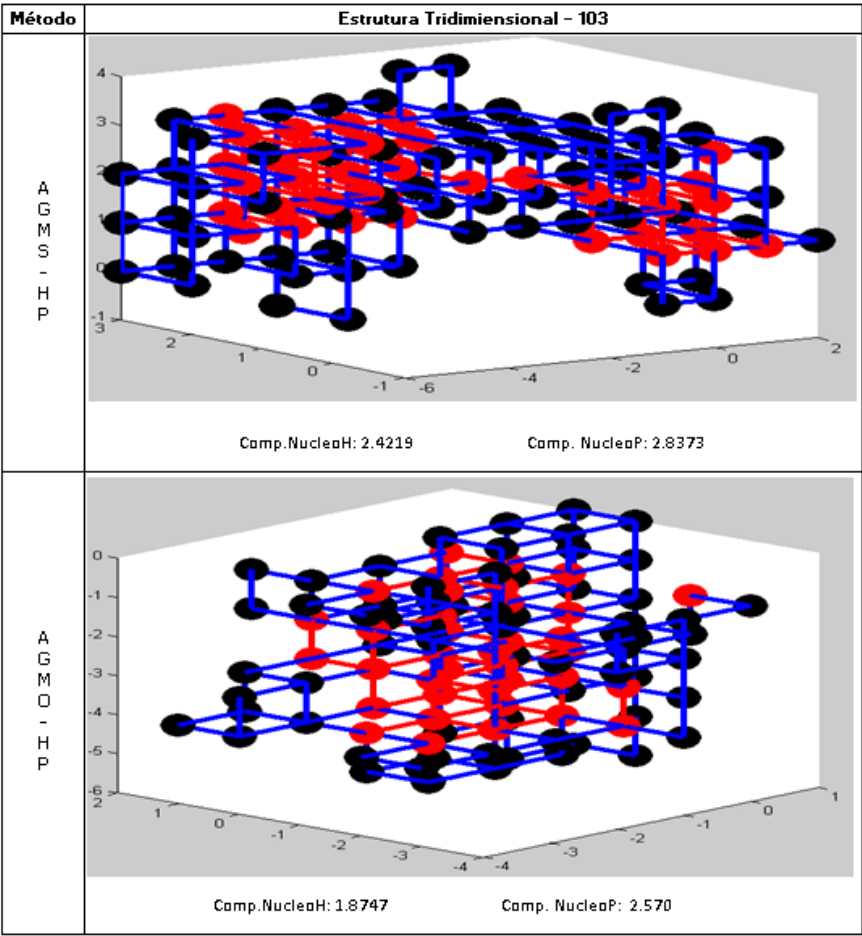 Método Estrutura Tridimiensional - 103
A
G
M
S
-
H
P
4
3
2
1
0
-1
3
2
1
0
-1
-6
-4
-2
0
2
Comp.NucleoH: 2.4219 Comp. NucleoP: 2.8373
A
G
M
O
-
H
P
0
-1
-2
-3
-4
-5
-6
2
1
0
-1
-2
-3
-4
-4
-3
-2
-1
0
1
Comp.NucleoH: 1.8747 Comp. NucleoP: 2.570